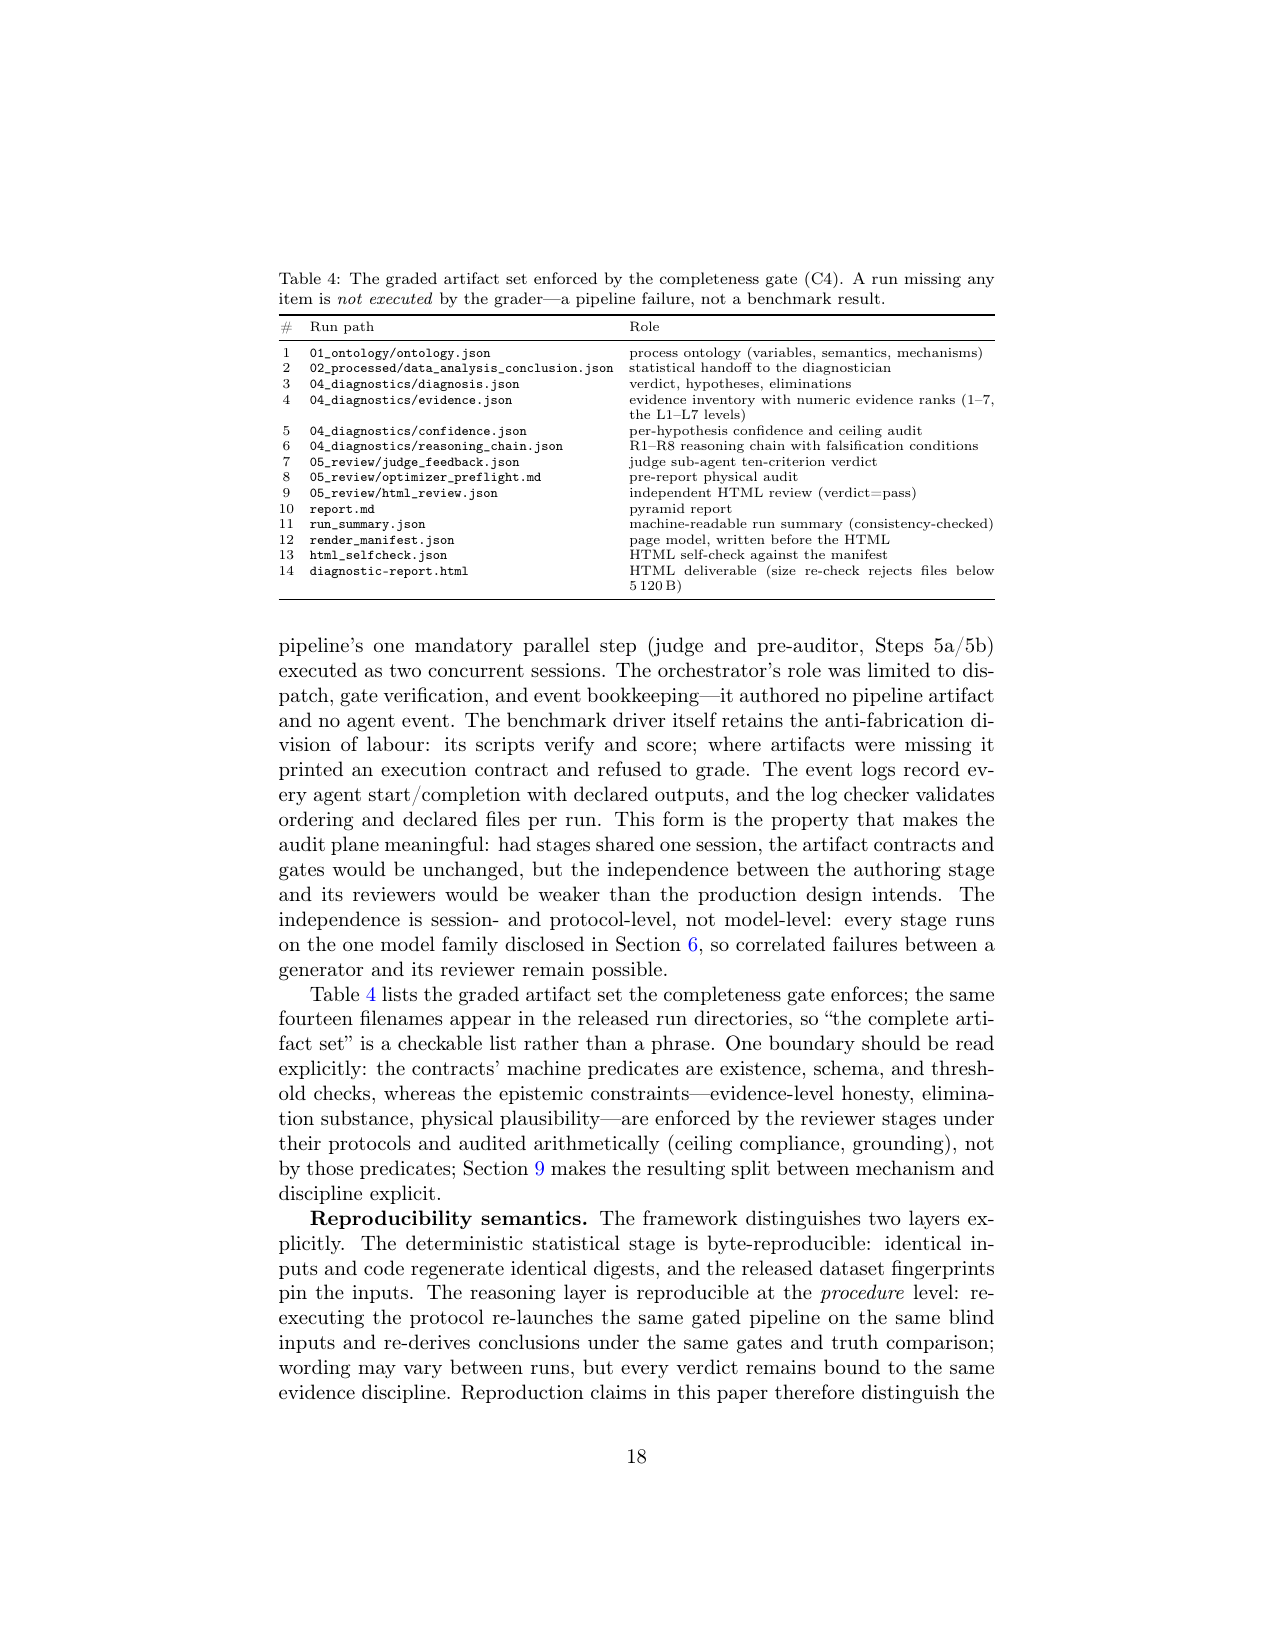 Table 4: The graded artifact set enforced by the completeness gate (C4). A run missing any
item is not executed by the grader—a pipeline failure, not a benchmark result.
# Run path Role
1 01_ontology/ontology.json process ontology (variables, semantics, mechanisms)
2 02_processed/data_analysis_conclusion.json statistical handoff to the diagnostician
3 04_diagnostics/diagnosis.json verdict, hypotheses, eliminations
4 04_diagnostics/evidence.json evidence inventory with numeric evidence ranks (1–7,
the L1–L7 levels)
5 04_diagnostics/confidence.json per-hypothesis confidence and ceiling audit
6 04_diagnostics/reasoning_chain.json R1–R8 reasoning chain with falsification conditions
7 05_review/judge_feedback.json judge sub-agent ten-criterion verdict
8 05_review/optimizer_preflight.md pre-report physical audit
9 05_review/html_review.json independent HTML review (verdict=pass)
10 report.md pyramid report
11 run_summary.json machine-readable run summary (consistency-checked)
12 render_manifest.json page model, written before the HTML
13 html_selfcheck.json HTML self-check against the manifest
14 diagnostic-report.html HTML deliverable (size re-check rejects files below
5 120 B)
pipeline's one mandatory parallel step (judge and pre-auditor, Steps 5a/5b)
executed as two concurrent sessions. The orchestrator's role was limited to dis-
patch, gate verification, and event bookkeeping—it authored no pipeline artifact
and no agent event. The benchmark driver itself retains the anti-fabrication di-
vision of labour: its scripts verify and score; where artifacts were missing it
printed an execution contract and refused to grade. The event logs record ev-
ery agent start/completion with declared outputs, and the log checker validates
ordering and declared files per run. This form is the property that makes the
audit plane meaningful: had stages shared one session, the artifact contracts and
gates would be unchanged, but the independence between the authoring stage
and its reviewers would be weaker than the production design intends. The
independence is session- and protocol-level, not model-level: every stage runs
on the one model family disclosed in Section 6, so correlated failures between a
generator and its reviewer remain possible.
Table 4 lists the graded artifact set the completeness gate enforces; the same
fourteen filenames appear in the released run directories, so “the complete arti-
fact set” is a checkable list rather than a phrase. One boundary should be read
explicitly: the contracts' machine predicates are existence, schema, and thresh-
old checks, whereas the epistemic constraints—evidence-level honesty, elimina-
tion substance, physical plausibility—are enforced by the reviewer stages under
their protocols and audited arithmetically (ceiling compliance, grounding), not
by those predicates; Section 9 makes the resulting split between mechanism and
discipline explicit.
Reproducibility semantics. The framework distinguishes two layers ex-
plicitly. The deterministic statistical stage is byte-reproducible: identical in-
puts and code regenerate identical digests, and the released dataset fingerprints
pin the inputs. The reasoning layer is reproducible at the procedure level: re-
executing the protocol re-launches the same gated pipeline on the same blind
inputs and re-derives conclusions under the same gates and truth comparison;
wording may vary between runs, but every verdict remains bound to the same
evidence discipline. Reproduction claims in this paper therefore distinguish the
18